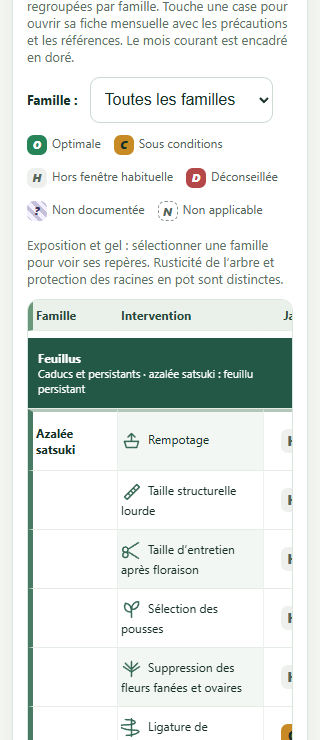 regroupées par famille. Touche une case pour
ouvrir sa fiche mensuelle avec les précautions
et les références. Le mois courant est encadré
en doré.
Famille : Toutes les familles
O Optimale C Sous conditions
H Hors fenêtre habituelle D Déconseillée
? Non documentée N Non applicable
Exposition et gel : sélectionner une famille
pour voir ses repères. Rusticité de l'arbre et
protection des racines en pot sont distinctes.
Famille Intervention
Feuillus
Caducs et persistants · azalée satsuki : feuillu
persistant
Azalée
satsuki
Rempotage
Taille structurelle
lourde
Taille d'entretien
après floraison
Sélection des
pousses
Suppression des
fleurs fanées et ovaires
Ligature de